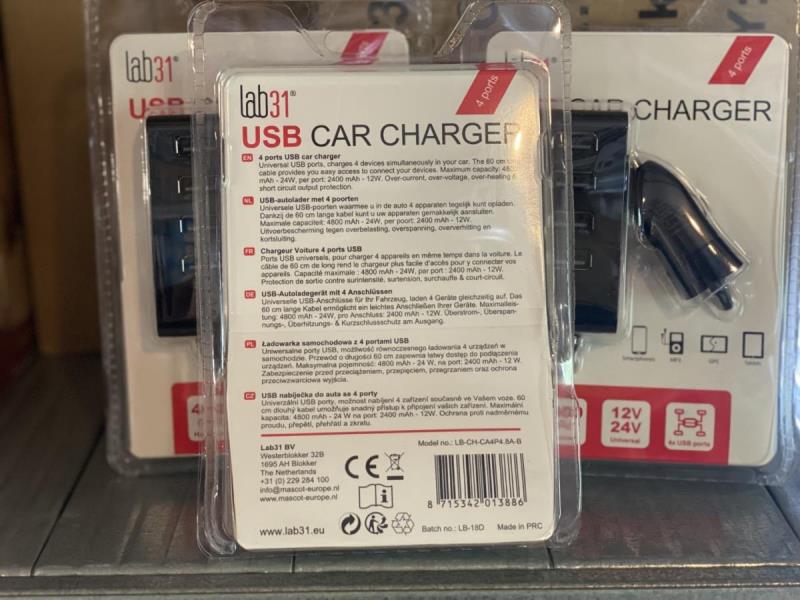 lab31®
4 ports
USB CAR CHARGER
EN
4 ports USB car charger
Universal USB ports, charges 4 devices simultaneously in your car. The 60 cm
cable provides you easy access to connect your devices. Maximum capacity:
mAh - 24W, per port: 2400 mAh - 12W. Over-current, over-voltage, over-heating &
short circuit output protection.
NL
USB-autolader met 4 poorten
Universele USB-poorten waarmee u in de auto 4 apparaten tegelijk kunt opladen.
Dankzij de 60 cm lange kabel kunt u uw apparaten gemakkelijk aansluiten.
Maximale capaciteit: 4800 mAh - 24W, per poort: 2400 mAh - 12W.
Uitvoerbescherming tegen overbelasting, overspanning, oververhitting en
kortsluiting.
FR
Chargeur Voiture 4 ports USB
Ports USB universels, pour charger 4 appareils en même temps dans la voiture. Le
câble de 60 cm de long rend le chargeur plus facile d'accès pour y connecter vos
appareils. Capacité maximale : 4800 mAh - 24W, par port : 2400 mAh - 12W.
Protection de sortie contre surintensité, surtension, surchauffe & court-circuit.
DE
USB-Autoladegerät mit 4 Anschlüssen
Universelle USB-Anschlüsse für Ihr Fahrzeug, laden 4 Geräte gleichzeitig auf. Das
60 cm lange Kabel ermöglicht ein leichtes Anschließen Ihrer Geräte. Maximalleis-
tung: 4800 mAh - 24W, pro Anschluss: 2400 mAh - 12W. Überstrom-, Überspan-
nungs-, Überhitzungs- & Kurzschlussschutz am Ausgang.
PL
Ładowarka samochodowa z 4 portami USB
Uniwersalne porty USB, możliwość równoczesnego ładowania 4 urządzeń w
samochodzie. Przewód o długości 60 cm zapewnia łatwy dostęp do podłączenia
urządzeń. Maksymalna pojemność: 4800 mAh - 24 W, na port: 2400 mAh - 12 W.
Zabezpieczenie przed przeciążeniem, przepięciem, przegrzaniem oraz ochrona
przeciwzwarciowa wyjścia.
CZ
USB nabíječka do auta se 4 porty
Univerzální USB porty, možnost nabíjení 4 zařízení současně ve Vašem voze. 60
cm dlouhý kabel umožňuje snadný přístup k připojení vašich zařízení. Maximální
kapacita: 4800 mAh - 24 W na port: 2400 mAh - 12W. Ochrana proti nadměrnému
proudu, přepětí, přehřátí a zkratu.
Lab31 BV
Westerblokker 32B
1695 AH Blokker
The Netherlands
+31 (0) 229 284 100
info@mascot-europe.nl
mascot-europe.nl
www.lab31.eu
CE
Model no.: LB-CH-CA4P4.8A-B
8 715342 013886
Batch no.: LB-18D
Made in PRC
lab31®
USB
4 ports
CAR CHARGER
Smartphones
MP3
GPS
Tablets
12V
24V
Universal
4x USB ports